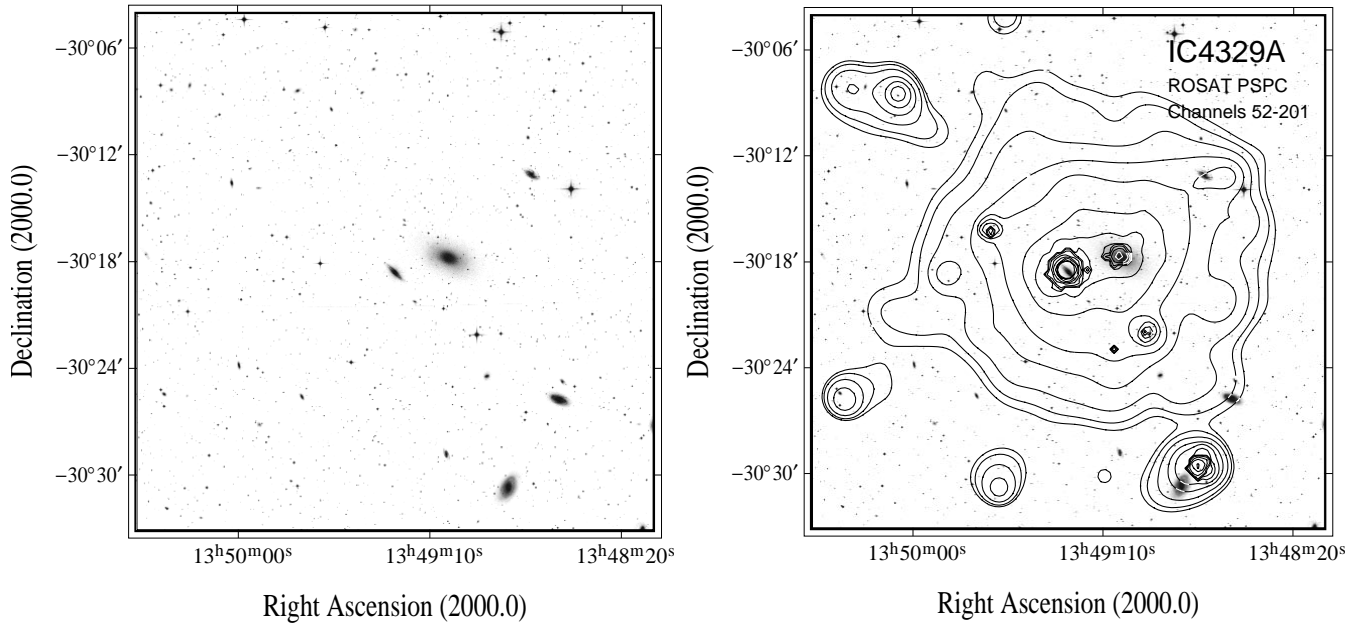 −30°06′
−30°12′
−30°18′
−30°24′
−30°30′
Declination (2000.0)
13ʰ50ᵐ00ˢ
13ʰ49ᵐ10ˢ
13ʰ48ᵐ20ˢ
Right Ascension (2000.0)
IC4329A
ROSAT PSPC
Channels 52-201
−30°06′
−30°12′
−30°18′
−30°24′
−30°30′
Declination (2000.0)
13ʰ50ᵐ00ˢ
13ʰ49ᵐ10ˢ
13ʰ48ᵐ20ˢ
Right Ascension (2000.0)